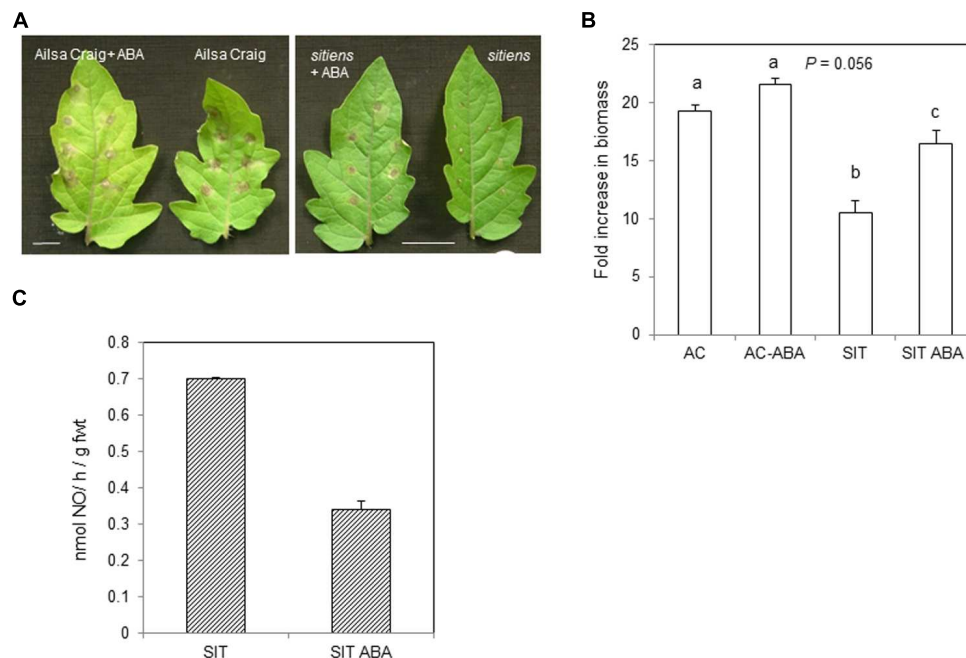 A
Ailsa Craig + ABA
Ailsa Craig
sitiens
+ ABA
sitiens
B
Fold increase in biomass
25
20
15
10
5
0
a
a
P = 0.056
b
c
AC
AC-ABA
SIT
SIT ABA
C
nmol NO/ h / g fwt
0.8
0.7
0.6
0.5
0.4
0.3
0.2
0.1
0
SIT
SIT ABA